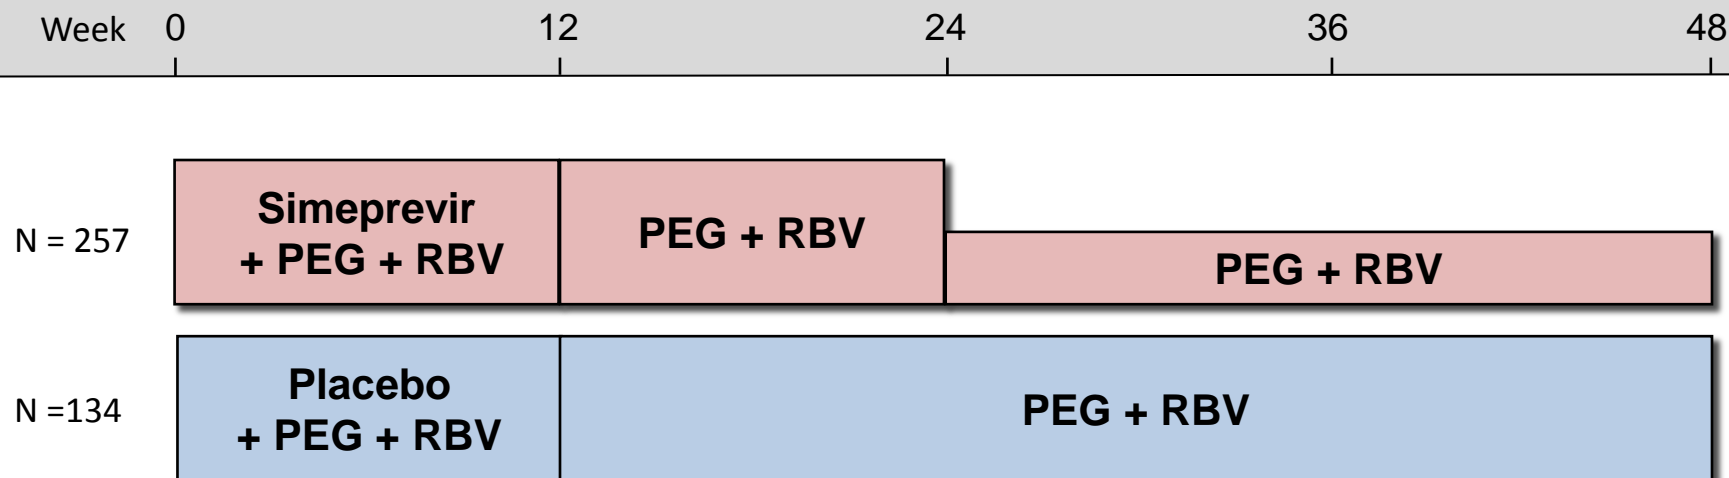 Week 0 12 24 36 48
N = 257
Simeprevir
+ PEG + RBV
PEG + RBV
PEG + RBV
N =134
Placebo
+ PEG + RBV
PEG + RBV